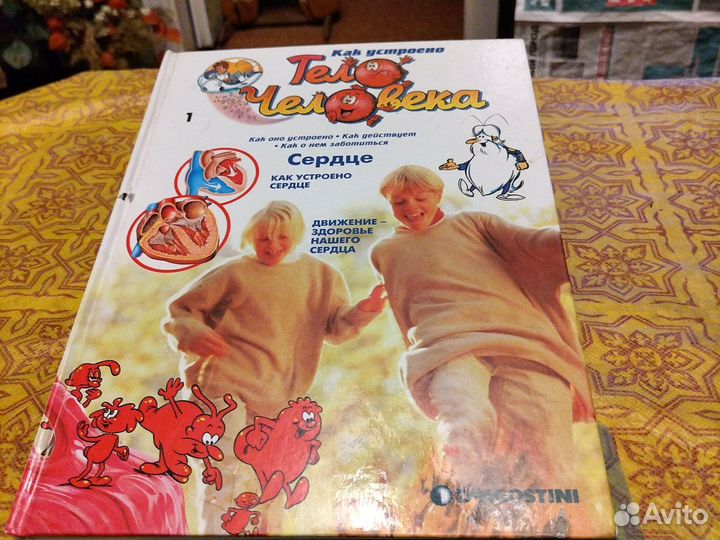 Как устроено
Тело
Человека
1
Как оно устроено • Как действует
• Как о нем заботиться
Сердце
КАК УСТРОЕНО
СЕРДЦЕ
ДВИЖЕНИЕ –
ЗДОРОВЬЕ
НАШЕГО
СЕРДЦА
DEAGOSTINI
Avito